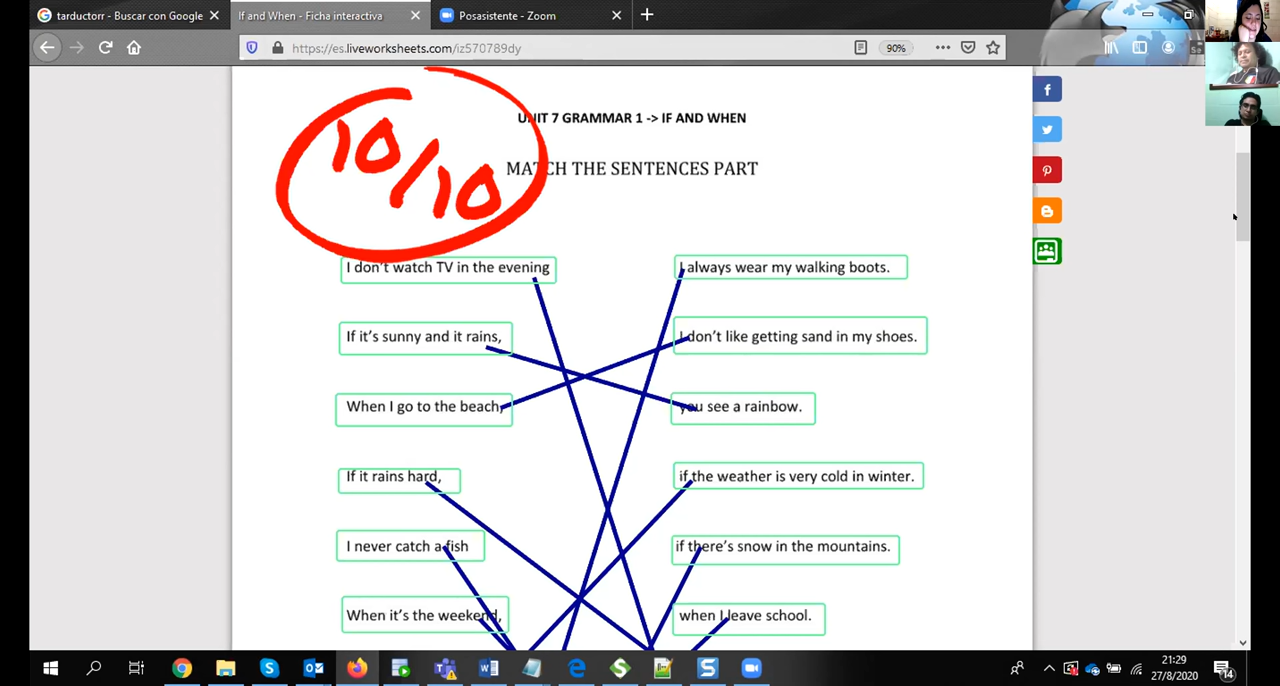 tarductorr - Buscar con Google
If and When - Ficha interactiva
Posasistente - Zoom
https://es.liveworksheets.com/iz570789dy
90%
10/10
UNIT 7 GRAMMAR 1 -> IF AND WHEN
MATCH THE SENTENCES PART
I don't watch TV in the evening
I always wear my walking boots.
If it's sunny and it rains,
I don't like getting sand in my shoes.
When I go to the beach,
you see a rainbow.
If it rains hard,
if the weather is very cold in winter.
I never catch a fish
if there's snow in the mountains.
When it's the weekend,
when I leave school.
21:29
27/8/2020
14